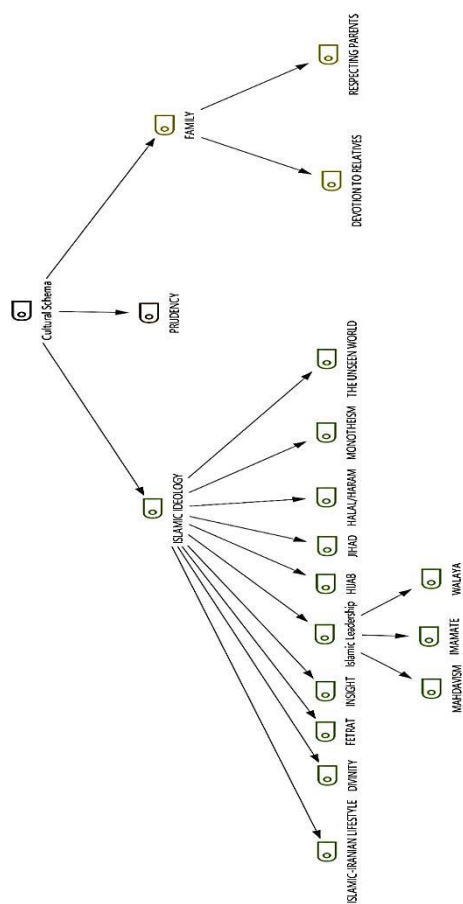 Cultural Schema
ISLAMIC IDEOLOGY
PRUDENCY
FAMILY
ISLAMIC-IRANIAN LIFESTYLE
DIVINITY
FETRAT
INSIGHT
Islamic Leadership
HIJAB
JIHAD
HALAL/HARAM
MONOTHEISM
THE UNSEEN WORLD
DEVOTION TO RELATIVES
RESPECTING PARENTS
MAHDAVISM
IMAMATE
WALAYA